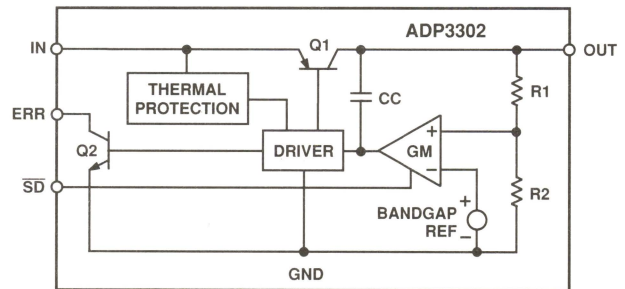 ADP3302
IN
Q1
OUT
THERMAL
PROTECTION
CC
R1
ERR
Q2
DRIVER
+
GM
−
SD
R2
BANDGAP
REF
+
−
GND